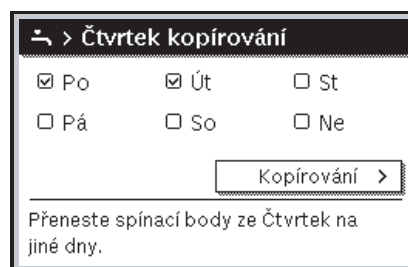 > Čtvrtek kopírování
Po Út St
Pá So Ne
Kopírování >
Přeneste spínací body ze Čtvrtek na
jiné dny.